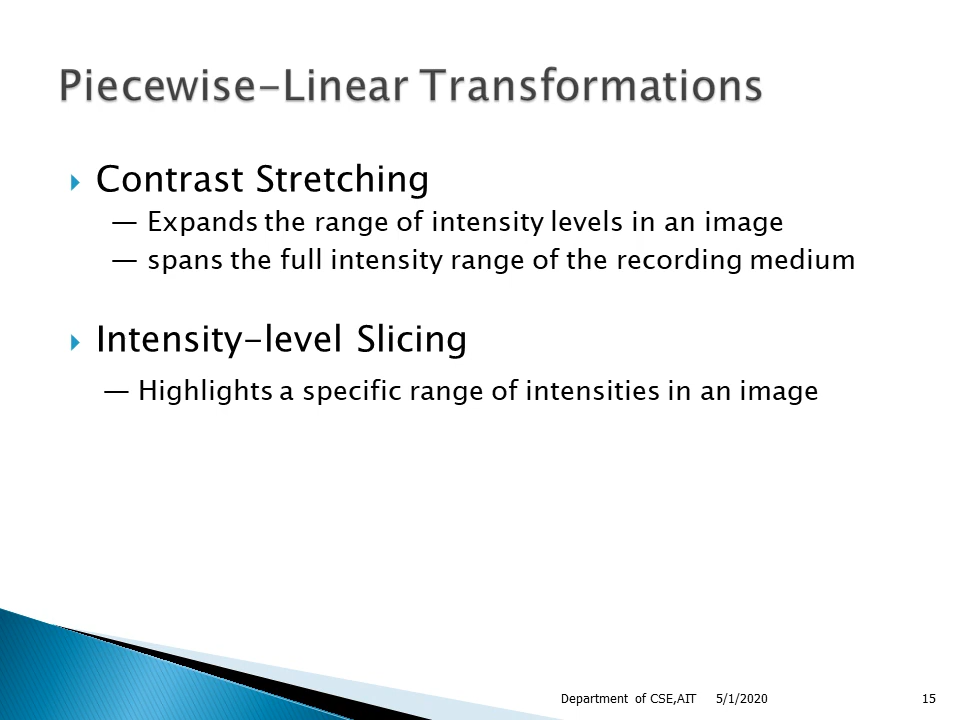 Piecewise-Linear Transformations
Contrast Stretching
— Expands the range of intensity levels in an image
— spans the full intensity range of the recording medium
Intensity-level Slicing
— Highlights a specific range of intensities in an image
Department of CSE,AIT 5/1/2020 15